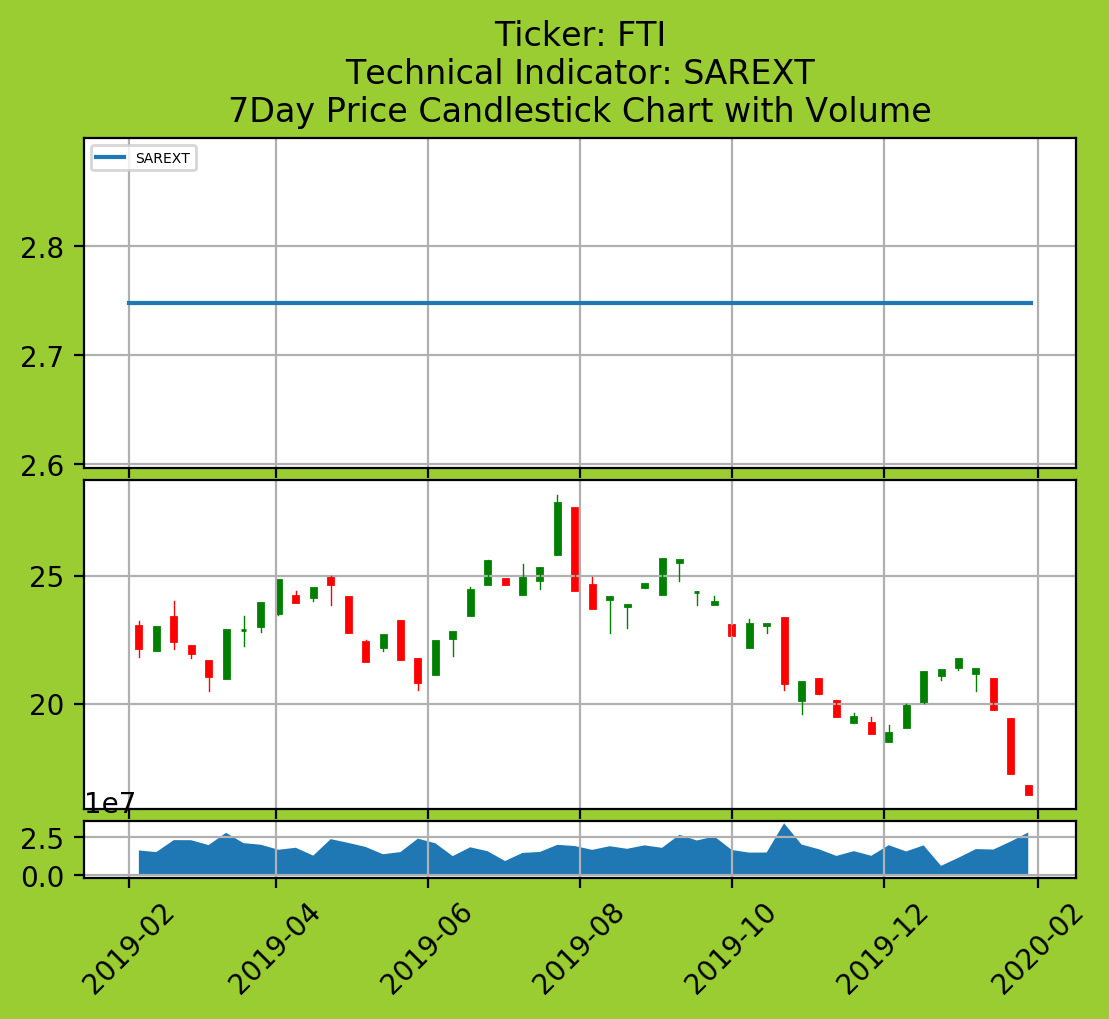 Ticker: FTI
Technical Indicator: SAREXT
7Day Price Candlestick Chart with Volume
SAREXT
2.8
2.7
2.6
25
20
1e7
2.5
0.0
2019-02
2019-04
2019-06
2019-08
2019-10
2019-12
2020-02